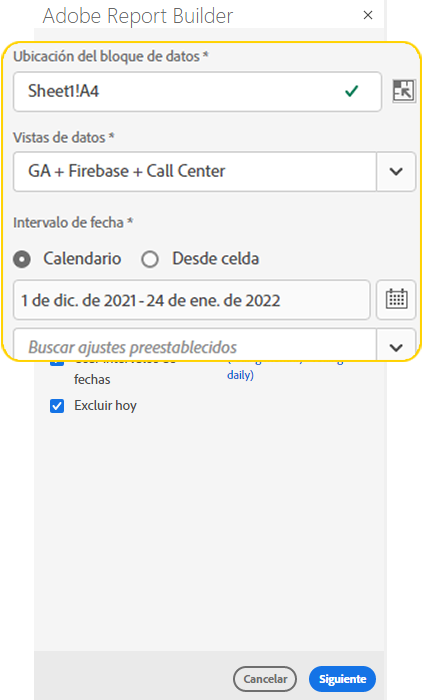 Adobe Report Builder
Ubicación del bloque de datos *
Sheet1!A4
Vistas de datos *
GA + Firebase + Call Center
Intervalo de fecha *
Calendario Desde celda
1 de dic. de 2021 - 24 de ene. de 2022
Buscar ajustes preestablecidos
fechas
daily)
Excluir hoy
Cancelar Siguiente